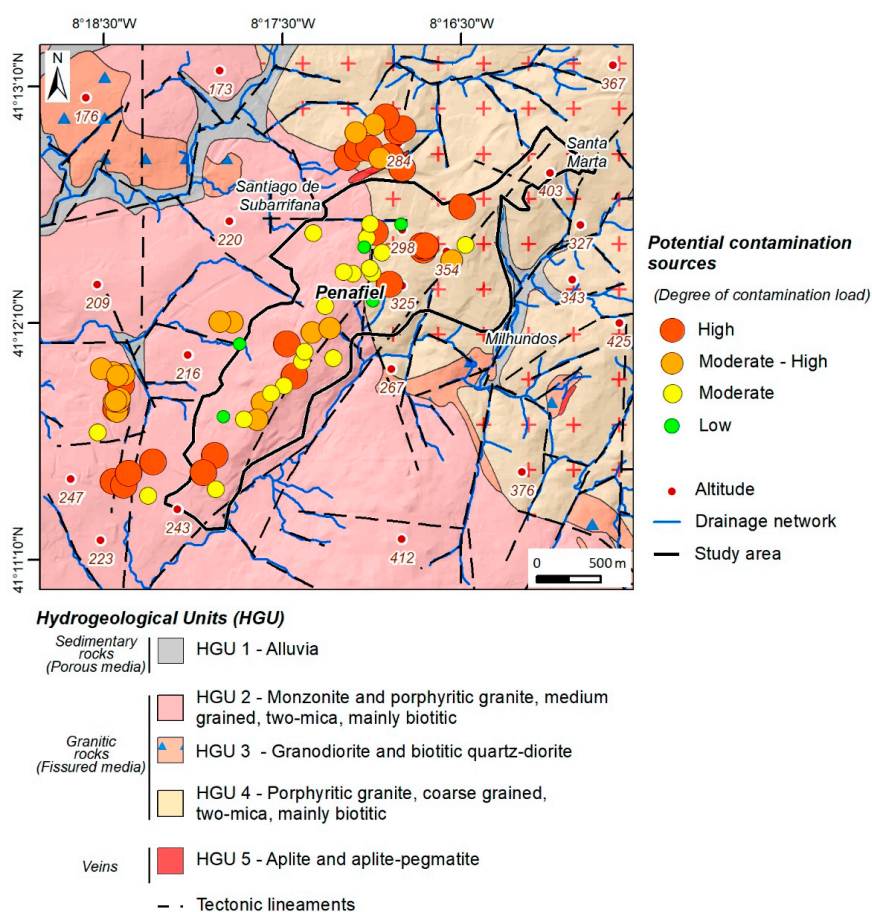 8°18'30"W
8°17'30"W
8°16'30"W
41°13'10"N
41°12'10"N
41°11'10"N
N
173
367
176
284
Santa
Marta
403
Santiago de
Subarrifana
220
298
354
327
209
Penafiel
325
343
Milhundos
425
216
267
247
376
243
223
412
0 500 m
Potential contamination
sources
(Degree of contamination load)
High
Moderate - High
Moderate
Low
Altitude
Drainage network
Study area
Hydrogeological Units (HGU)
Sedimentary
rocks
(Porous media)
HGU 1 - Alluvia
HGU 2 - Monzonite and porphyritic granite, medium
grained, two-mica, mainly biotitic
Granitic
rocks
(Fissured media)
HGU 3 - Granodiorite and biotitic quartz-diorite
HGU 4 - Porphyritic granite, coarse grained,
two-mica, mainly biotitic
Veins
HGU 5 - Aplite and aplite-pegmatite
Tectonic lineaments